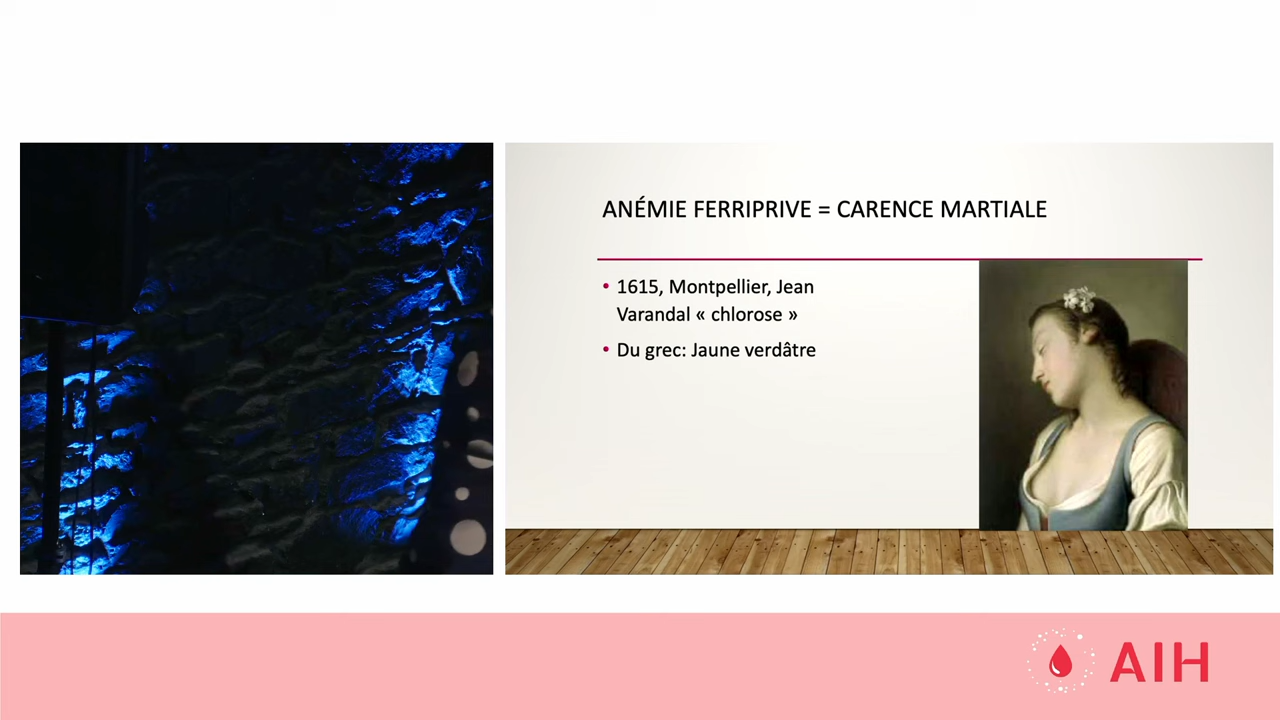 ANÉMIE FERRIPRIVE = CARENCE MARTIALE
• 1615, Montpellier, Jean
Varandal « chlorose »
• Du grec: Jaune verdâtre
AIH